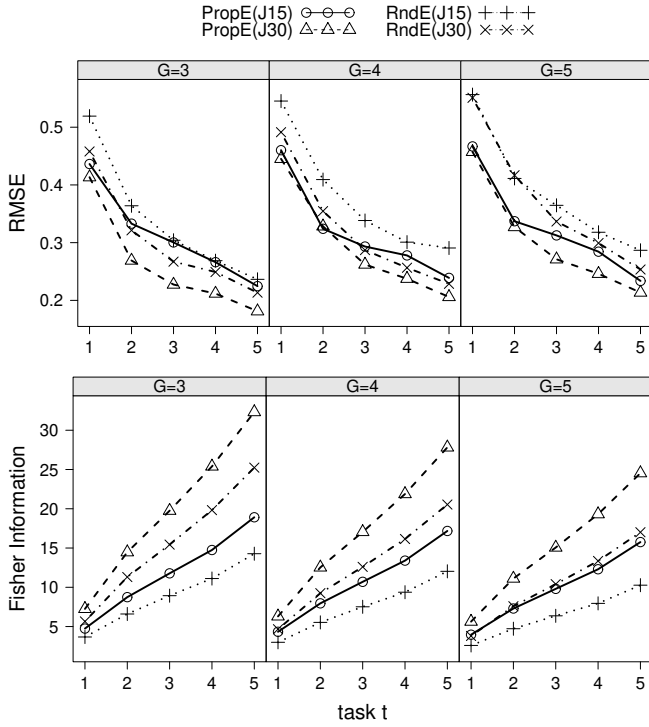 PropE(J15) RndE(J15)
PropE(J30) RndE(J30)
G=3 G=4 G=5
RMSE
0.5
0.4
0.3
0.2
1 2 3 4 5 1 2 3 4 5 1 2 3 4 5
G=3 G=4 G=5
Fisher Information
30
25
20
15
10
5
1 2 3 4 5 1 2 3 4 5 1 2 3 4 5
task t